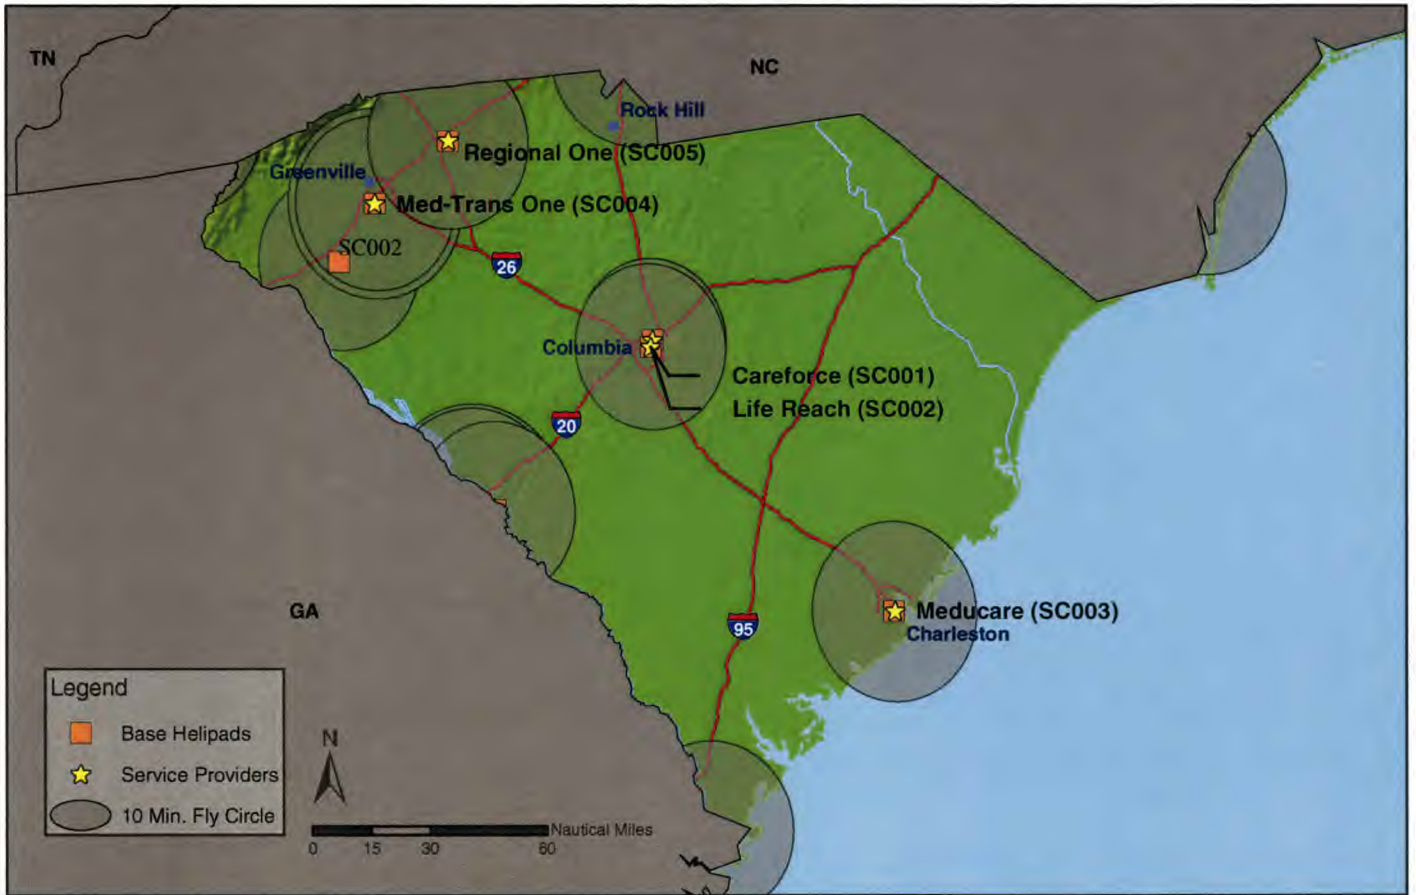 TN
NC
Rock Hill
Regional One (SC005)
Greenville
Med-Trans One (SC004)
SC002
26
Columbia
Careforce (SC001)
Life Reach (SC002)
20
GA
95
Meducare (SC003)
Charleston
Legend
Base Helipads
Service Providers
10 Min. Fly Circle
N
Nautical Miles
0 15 30 60